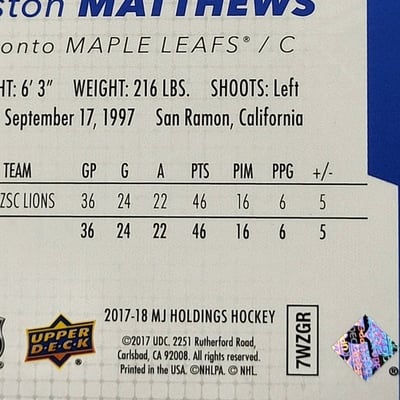 ston MATTHEWS
onto MAPLE LEAFS® / C
HT: 6' 3" WEIGHT: 216 LBS. SHOOTS: Left
September 17, 1997 San Ramon, California
TEAM GP G A PTS PIM PPG +/-
ZSC LIONS 36 24 22 46 16 6 5
36 24 22 46 16 6 5
2017-18 MJ HOLDINGS HOCKEY
UPPER DECK
©2017 UDC. 2251 Rutherford Road,
Carlsbad, CA 92008. All rights reserved.
Printed in the USA. ©NHLPA. © NHL.
7WZGR